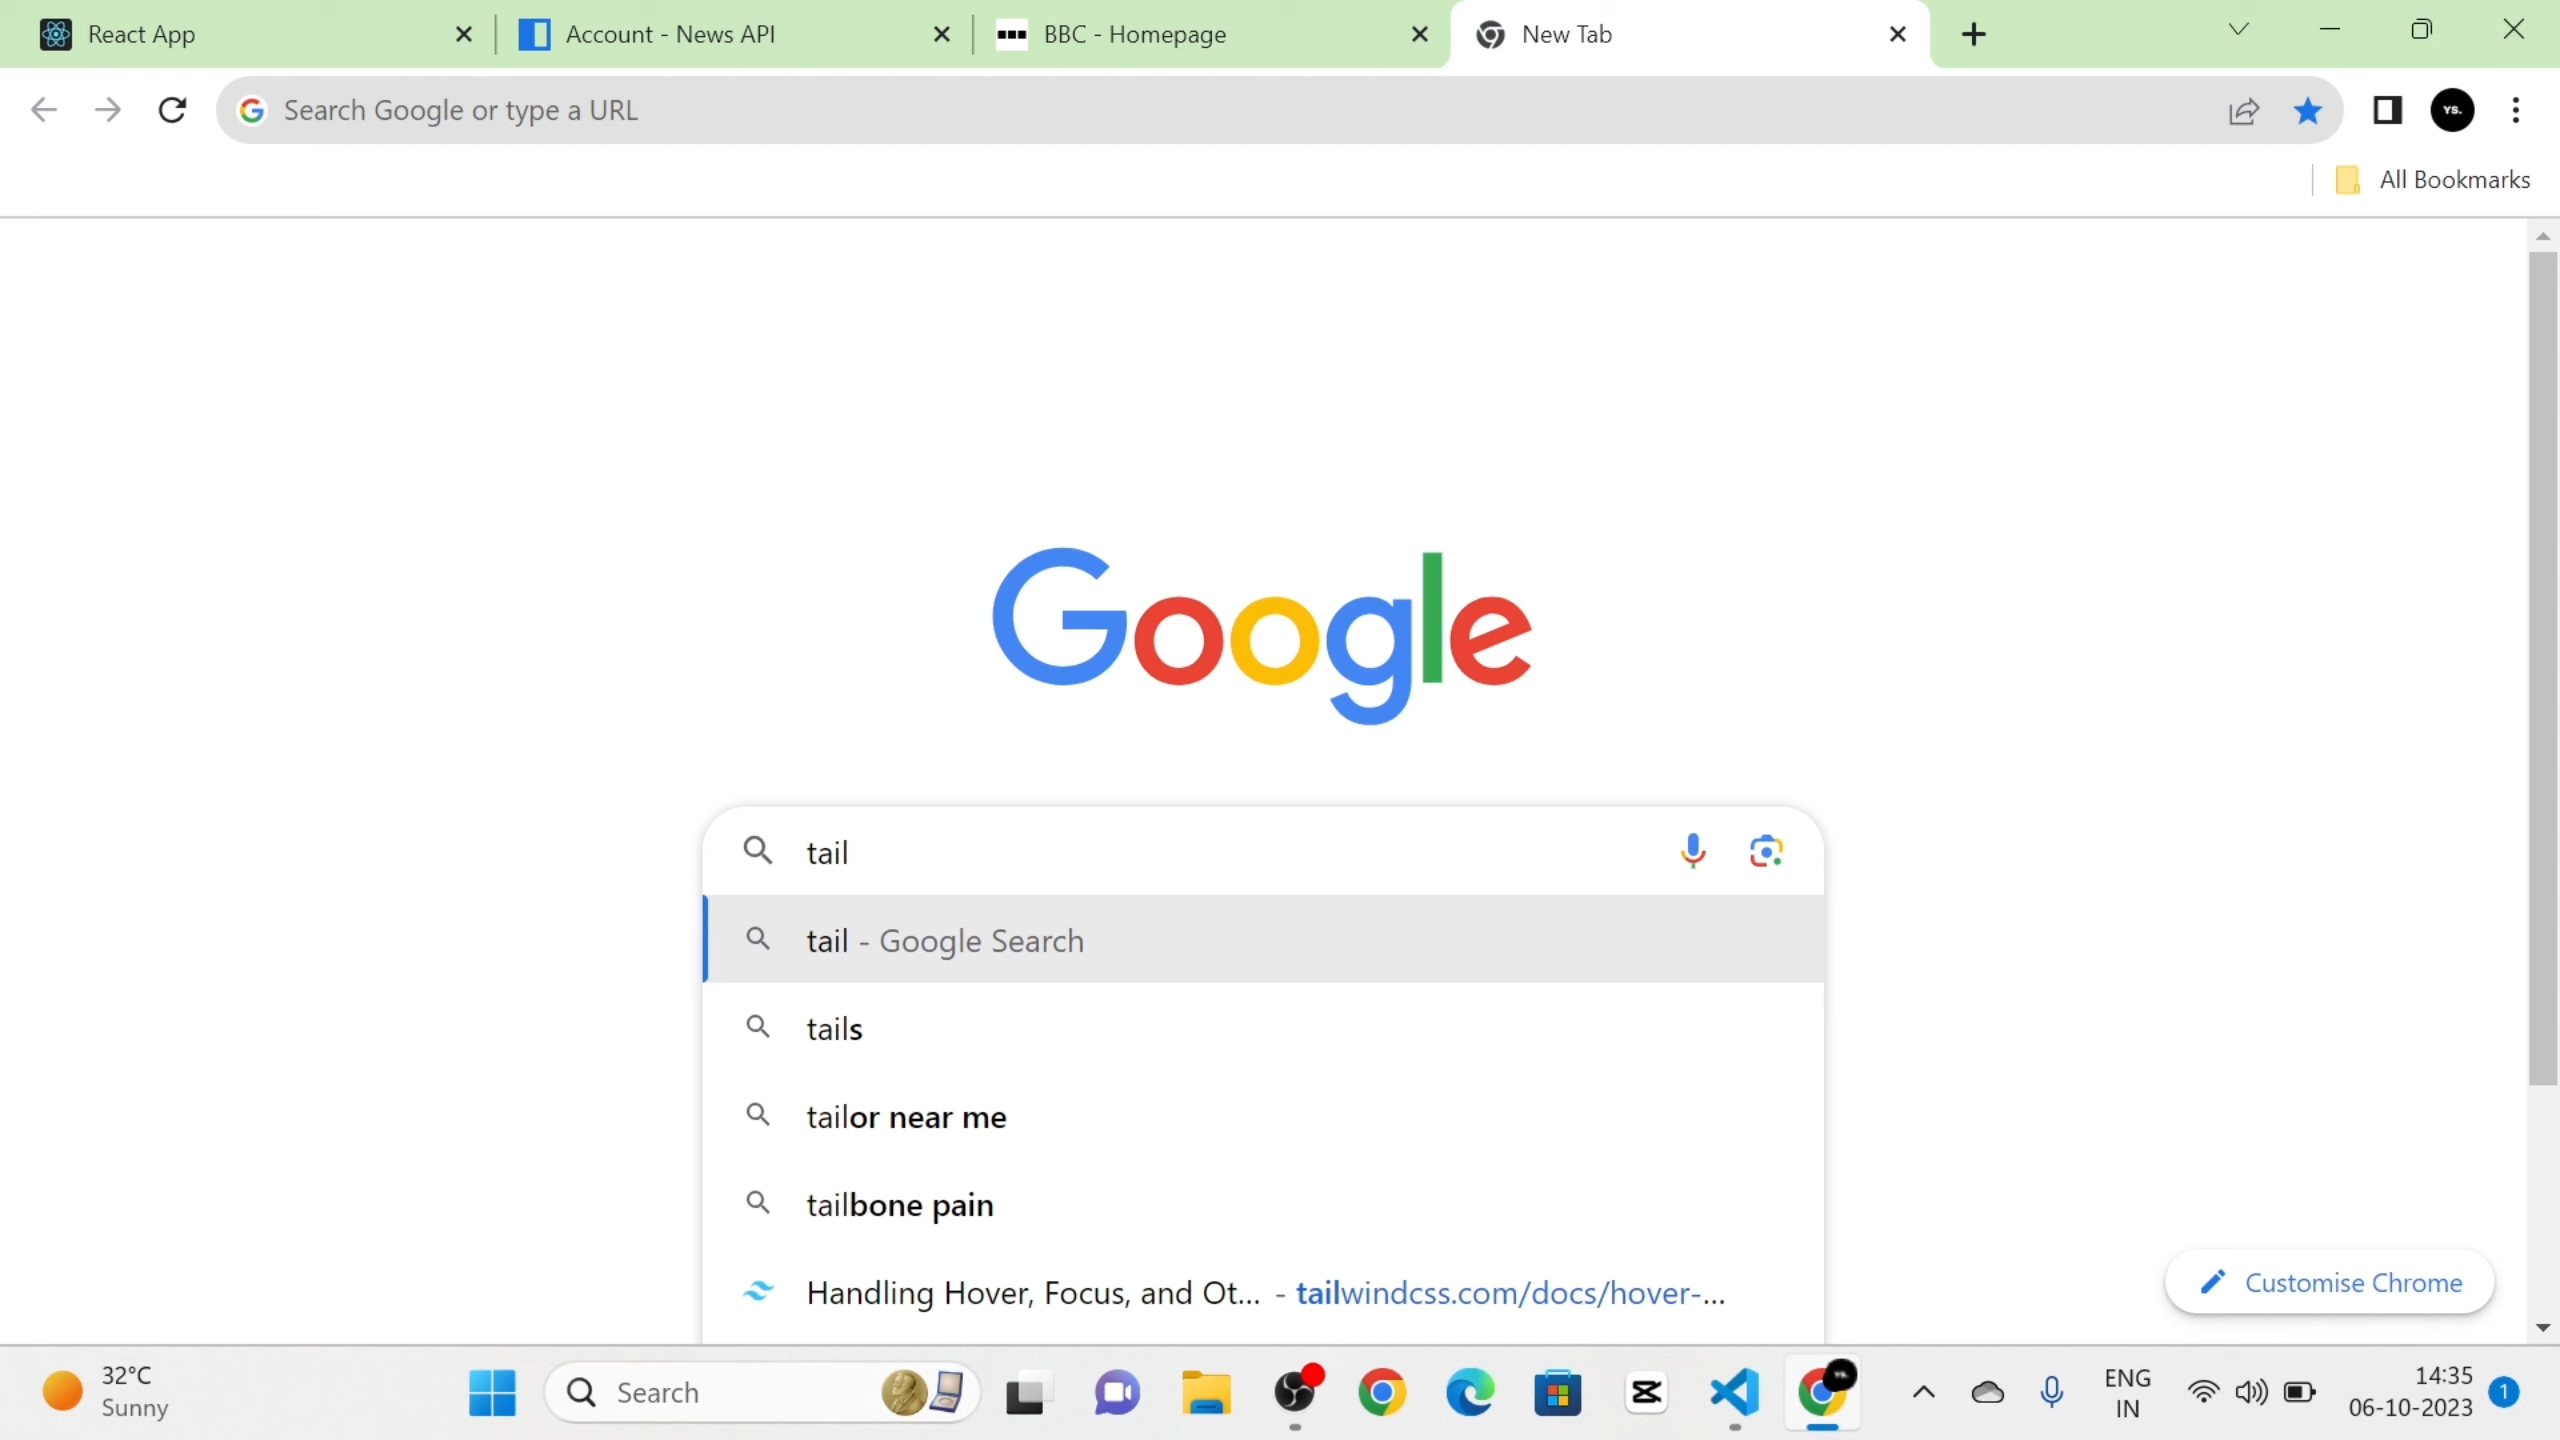 React App
Account - News API
BBC - Homepage
New Tab
Search Google or type a URL
YS.
All Bookmarks
Google
tail
tail - Google Search
tails
tailor near me
tailbone pain
Handling Hover, Focus, and Ot... - tailwindcss.com/docs/hover-...
Customise Chrome
32°C
Sunny
Search
ENG
IN
14:35
06-10-2023
1